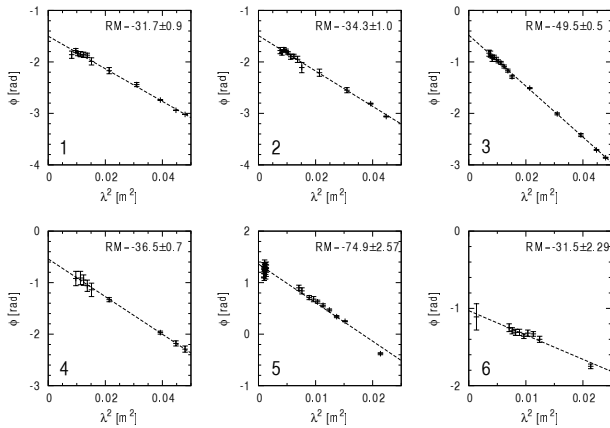 -1
RM=-31.7±0.9
-2
φ [rad]
-3
1
-4
0 0.02 0.04
λ² [m²]
-1
RM=-34.3±1.0
-2
φ [rad]
-3
2
-4
0 0.02 0.04
λ² [m²]
0
RM=-49.5±0.5
-1
φ [rad]
-2
3
-3
0 0.02 0.04
λ² [m²]
0
RM=-36.5±0.7
-1
φ [rad]
-2
4
-3
0 0.02 0.04
λ² [m²]
2
RM=-74.9±2.57
1
φ [rad]
0
5
-1
0 0.01 0.02
λ² [m²]
0
RM=-31.5±2.29
-1
φ [rad]
6
-2
0 0.01 0.02
λ² [m²]